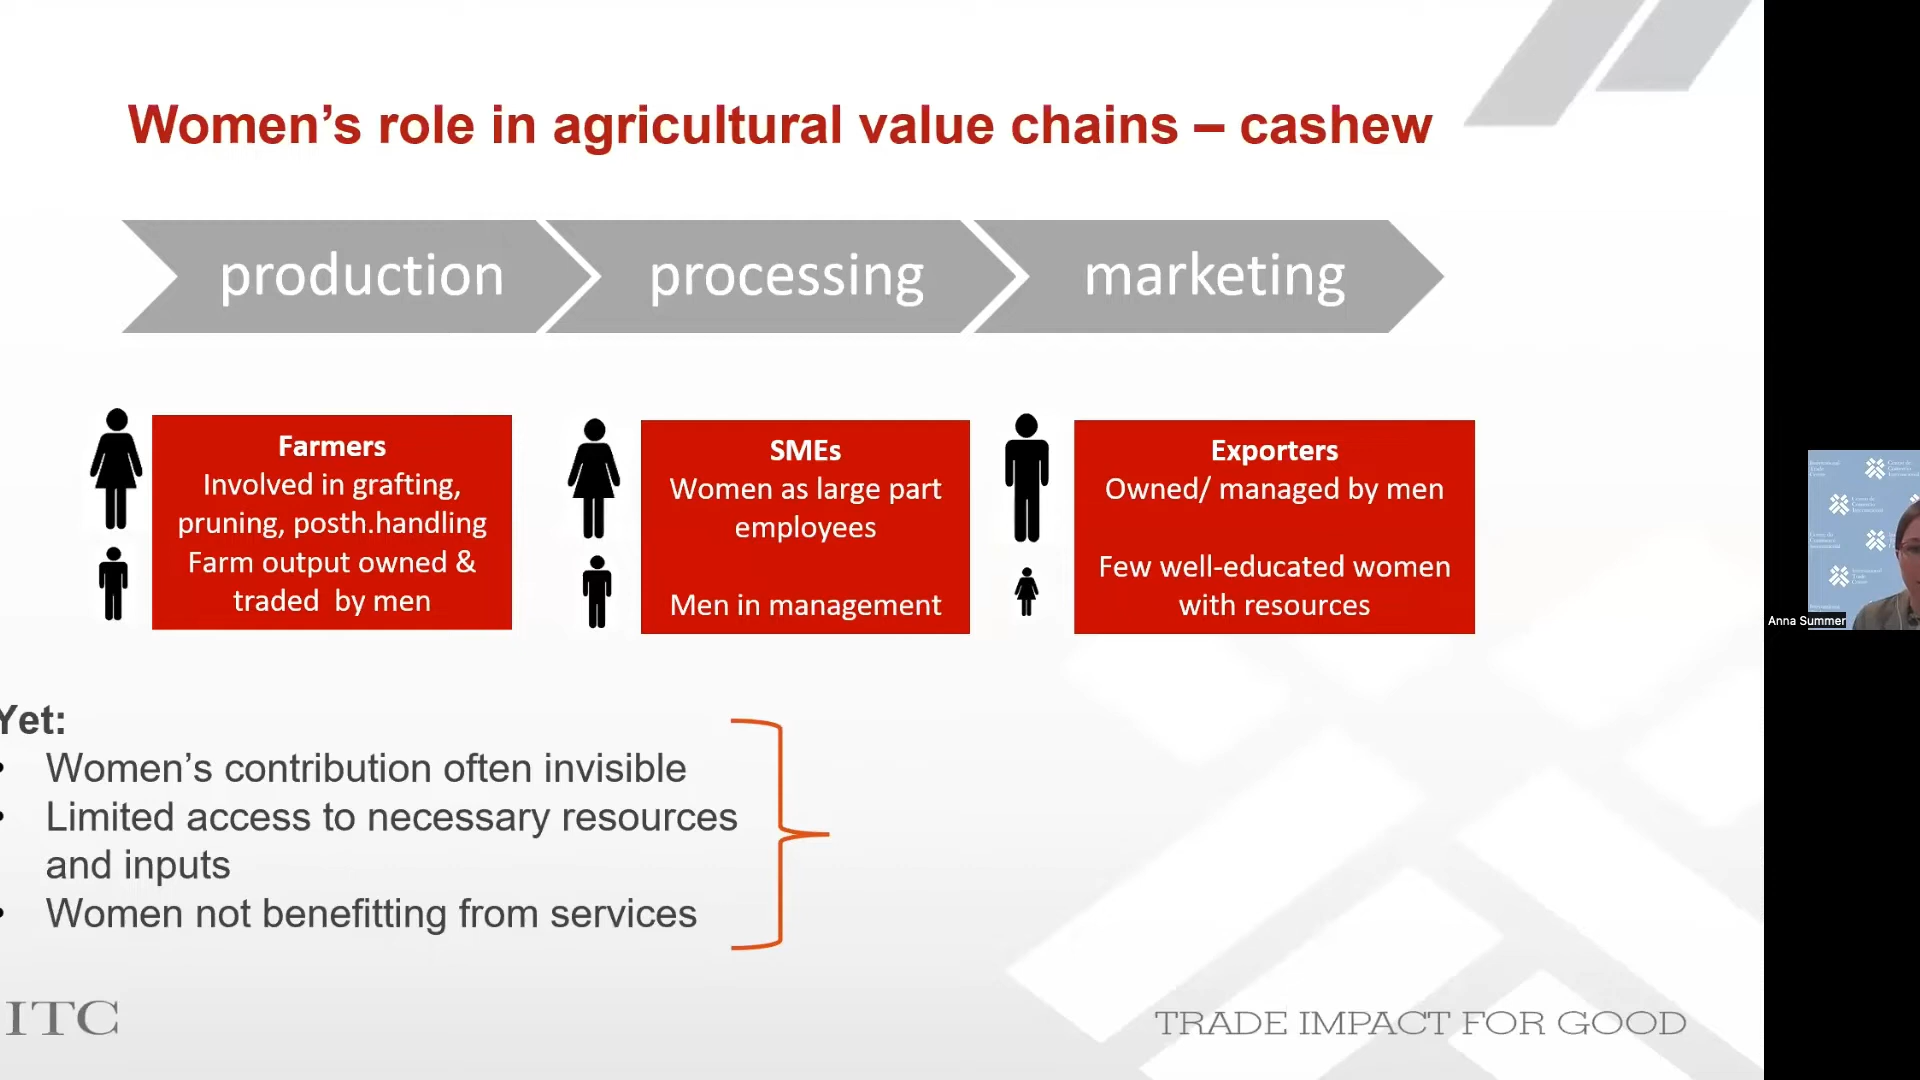 Women’s role in agricultural value chains – cashew
production
processing
marketing
Farmers
Involved in grafting,
pruning, posth.handling
Farm output owned &
traded by men
SMEs
Women as large part
employees
Men in management
Exporters
Owned/ managed by men
Few well-educated women
with resources
Anna Summer
Yet:
• Women’s contribution often invisible
• Limited access to necessary resources
and inputs
• Women not benefitting from services
ITC
TRADE IMPACT FOR GOOD